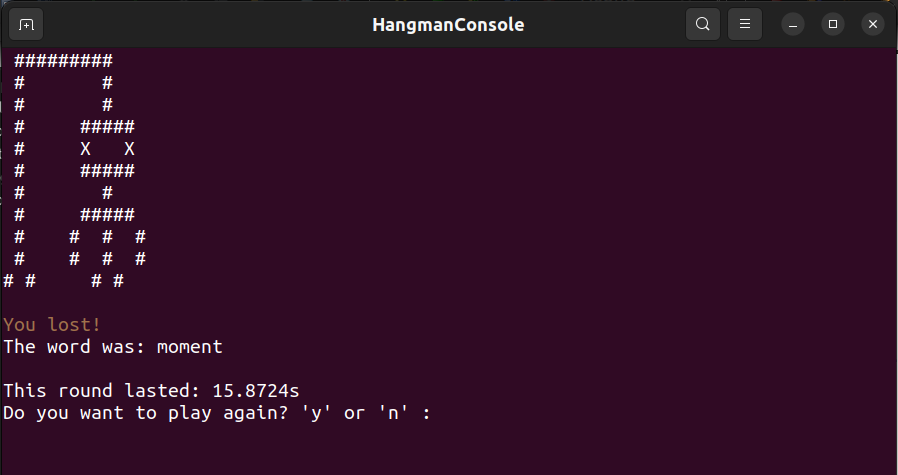 HangmanConsole
 #########
 #       #
 #       #
 #     #####
 #     X   X
 #     #####
 #       #
 #     #####
 #    #  #  #
 #    #  #  #
# #     # #
You lost!
The word was: moment
This round lasted: 15.8724s
Do you want to play again? 'y' or 'n' :